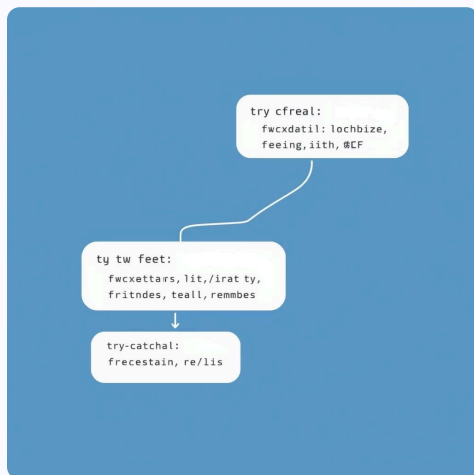 try cfreal:
fwcxdatil: lochbize,
feeing, iith,
ty tw feet:
fwcxettars, lit,/irat ty,
fritndes, teall, remmbes
try-catchal:
frecestain, re/lis